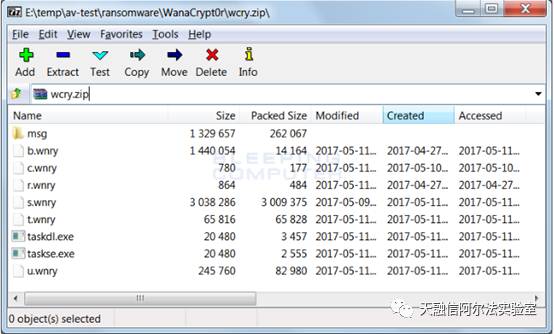 E:\temp\av-test\ransomware\WanaCrypt0r\wcry.zip\
File Edit View Favorites Tools Help
Add Extract Test Copy Move Delete Info
wcry.zip
Name Size Packed Size Modified Created Accessed
msg 1 329 657 262 067
b.wnry 1 440 054 14 164 2017-05-11... 2017-04-27... 2017-05-11...
c.wnry 780 177 2017-05-11... 2017-05-10... 2017-05-10...
r.wnry 864 484 2017-05-11... 2017-04-27... 2017-05-11...
s.wnry 3 038 286 3 009 375 2017-05-09... 2017-05-11... 2017-05-11...
t.wnry 65 816 65 828 2017-05-11... 2017-05-11... 2017-05-11...
taskdl.exe 20 480 3 457 2017-05-11... 2017-05-11... 2017-05-11...
taskse.exe 20 480 2 555 2017-05-11... 2017-05-11... 2017-05-11...
u.wnry 245 760 82 980 2017-05-11... 2017-05-11... 2017-05-11...
BLEEPING
COMPUTER
0 object(s) selected
天融信阿尔法实验室